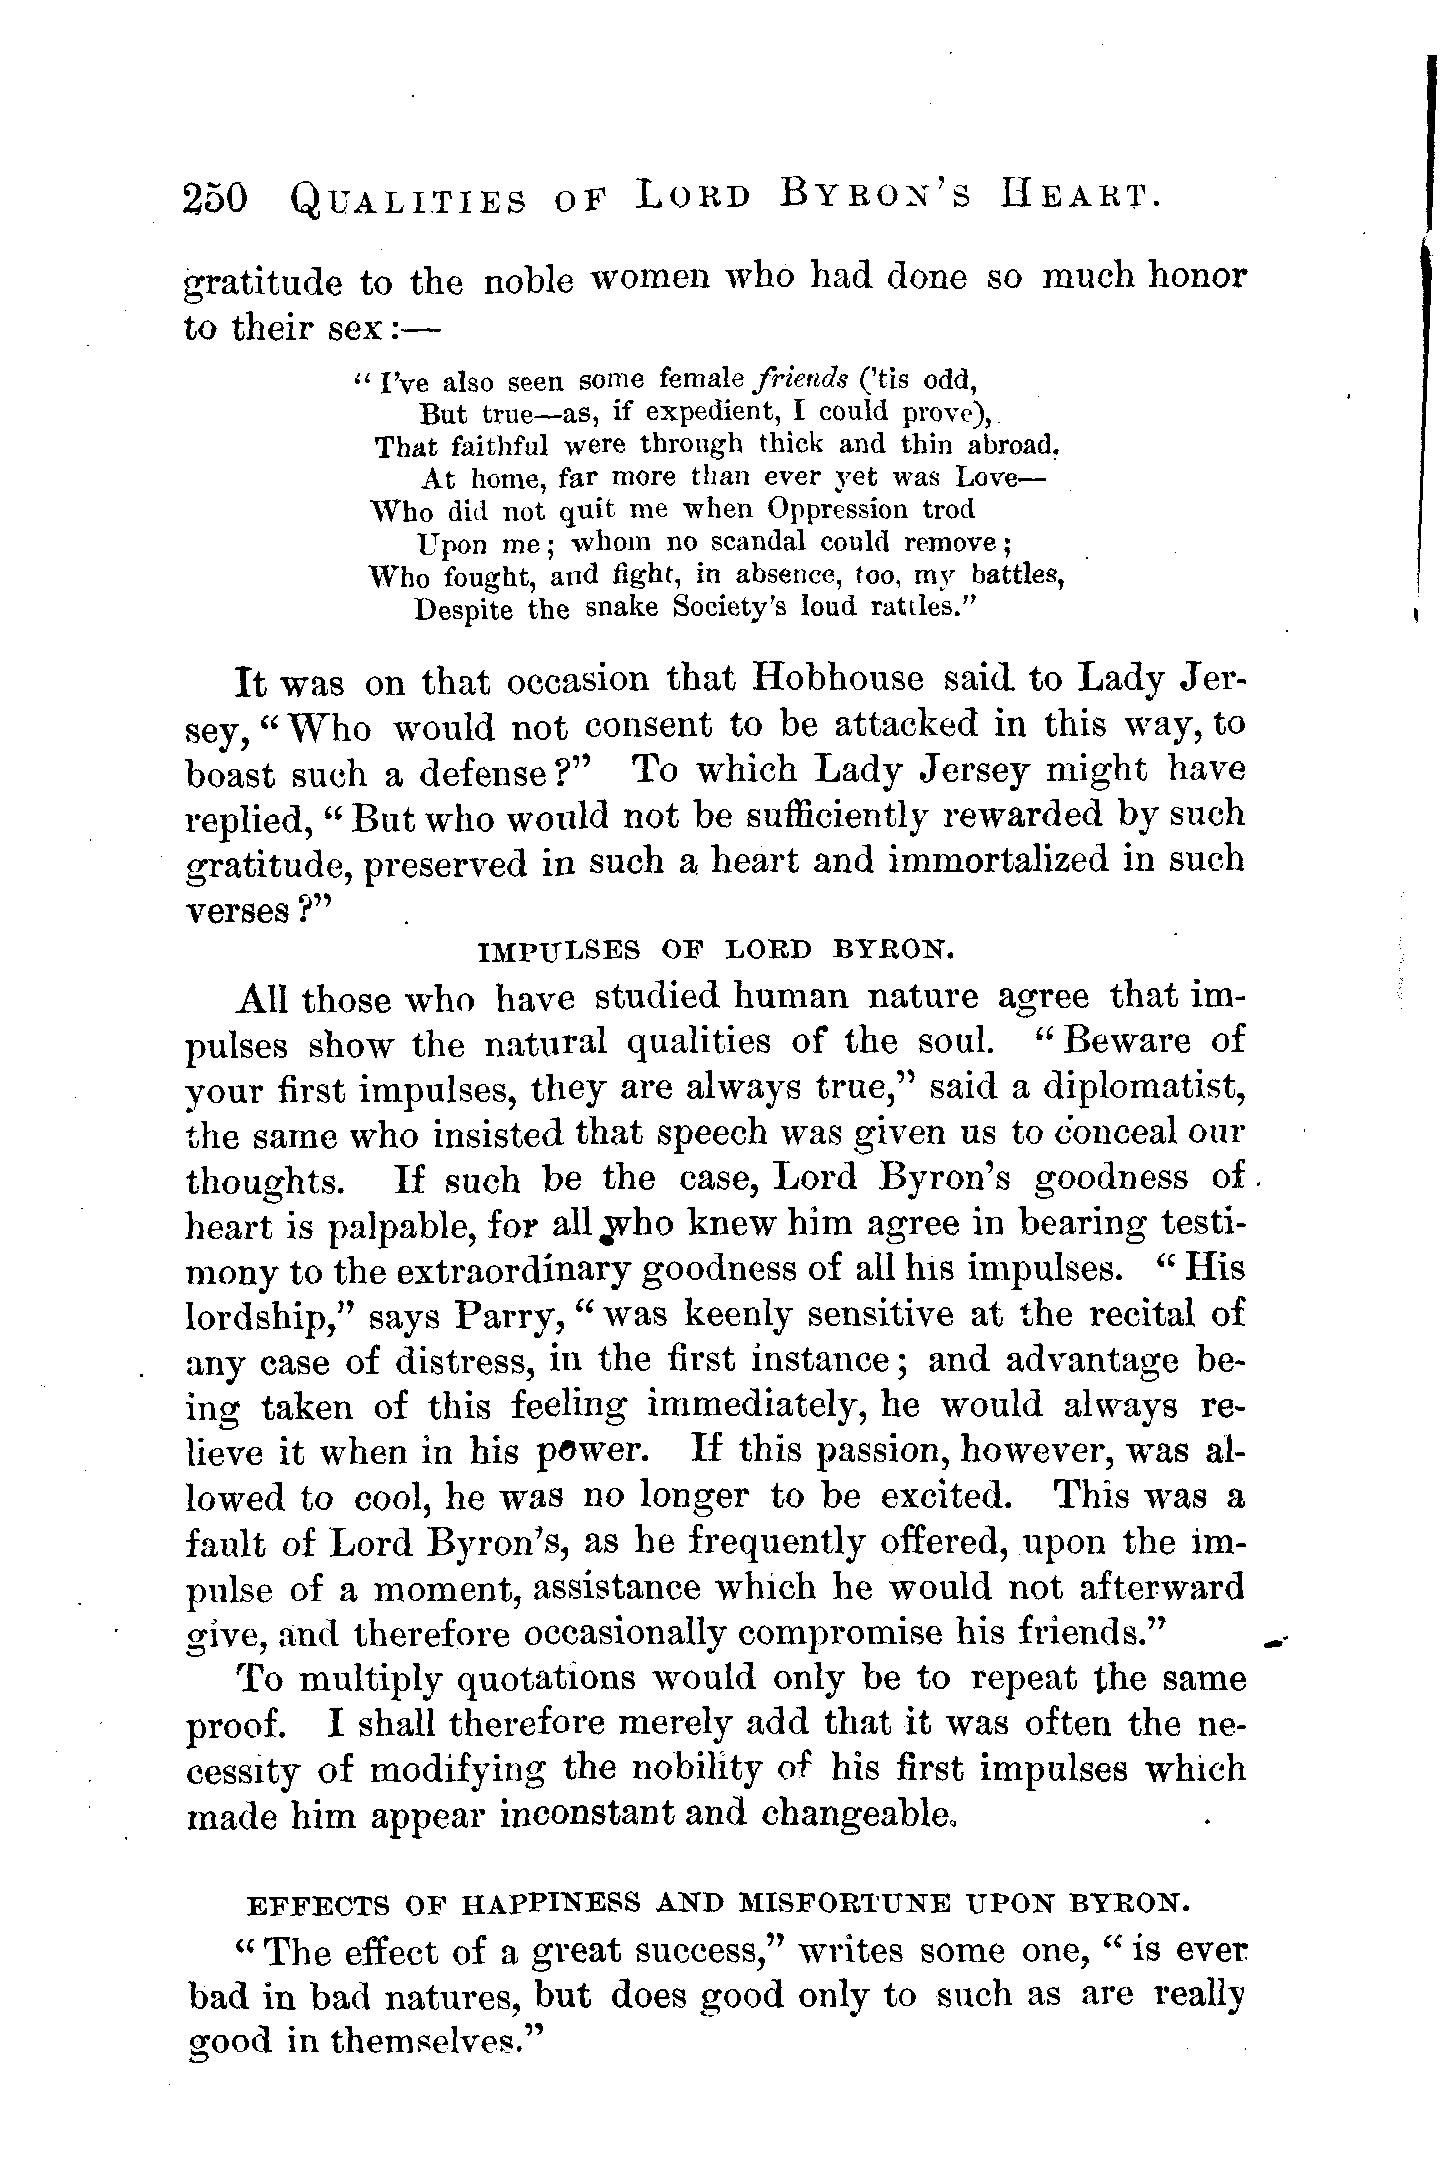 250 QUALITIES OF LORD BYRON'S HEART.
gratitude to the noble women who had done so much honor
to their sex:—
"I've also seen some female friends ('tis odd,
But true—as, if expedient, I could prove),
That faithful were through thick and thin abroad,
At home, far more than ever yet was Love—
Who did not quit me when Oppression trod
Upon me; whom no scandal could remove;
Who fought, and fight, in absence, too, my battles,
Despite the snake Society's loud rattles."
It was on that occasion that Hobhouse said to Lady Jer-
sey, "Who would not consent to be attacked in this way, to
boast such a defense?" To which Lady Jersey might have
replied, "But who would not be sufficiently rewarded by such
gratitude, preserved in such a heart and immortalized in such
verses?"
IMPULSES OF LORD BYRON.
All those who have studied human nature agree that im-
pulses show the natural qualities of the soul. "Beware of
your first impulses, they are always true," said a diplomatist,
the same who insisted that speech was given us to conceal our
thoughts. If such be the case, Lord Byron's goodness of
heart is palpable, for all who knew him agree in bearing testi-
mony to the extraordinary goodness of all his impulses. "His
lordship," says Parry, "was keenly sensitive at the recital of
any case of distress, in the first instance; and advantage be-
ing taken of this feeling immediately, he would always re-
lieve it when in his power. If this passion, however, was al-
lowed to cool, he was no longer to be excited. This was a
fault of Lord Byron's, as he frequently offered, upon the im-
pulse of a moment, assistance which he would not afterward
give, and therefore occasionally compromise his friends."
To multiply quotations would only be to repeat the same
proof. I shall therefore merely add that it was often the ne-
cessity of modifying the nobility of his first impulses which
made him appear inconstant and changeable.
EFFECTS OF HAPPINESS AND MISFORTUNE UPON BYRON.
"The effect of a great success," writes some one, "is ever
bad in bad natures, but does good only to such as are really
good in themselves."